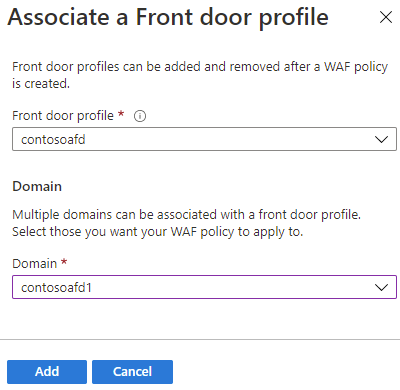 Associate a Front door profile
Front door profiles can be added and removed after a WAF policy
is created.
Front door profile *
contosoafd
Domain
Multiple domains can be associated with a front door profile.
Select those you want your WAF policy to apply to.
Domain *
contosoafd1
Add Cancel